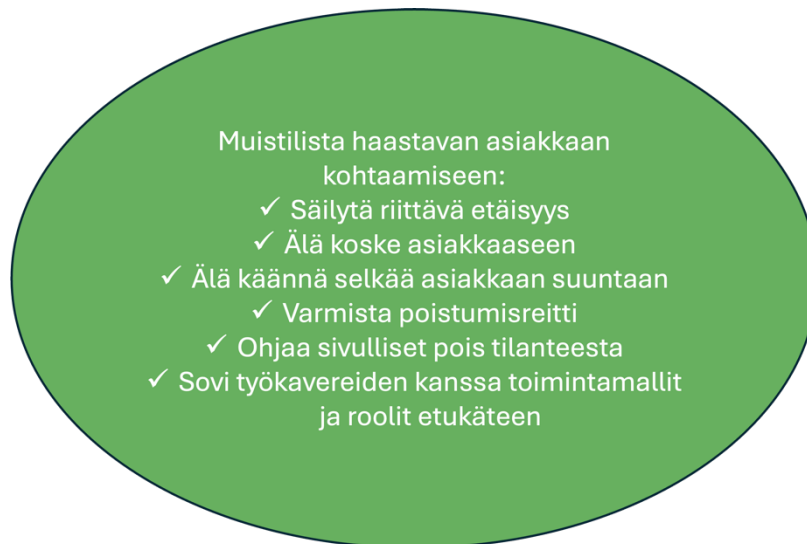 Muistilista haastavan asiakkaan
kohtaamiseen:
✓ Säilytä riittävä etäisyys
✓ Älä koske asiakkaaseen
✓ Älä käännä selkää asiakkaan suuntaan
✓ Varmista poistumisreitti
✓ Ohjaa sivulliset pois tilanteesta
✓ Sovi työkavereiden kanssa toimintamallit
ja roolit etukäteen